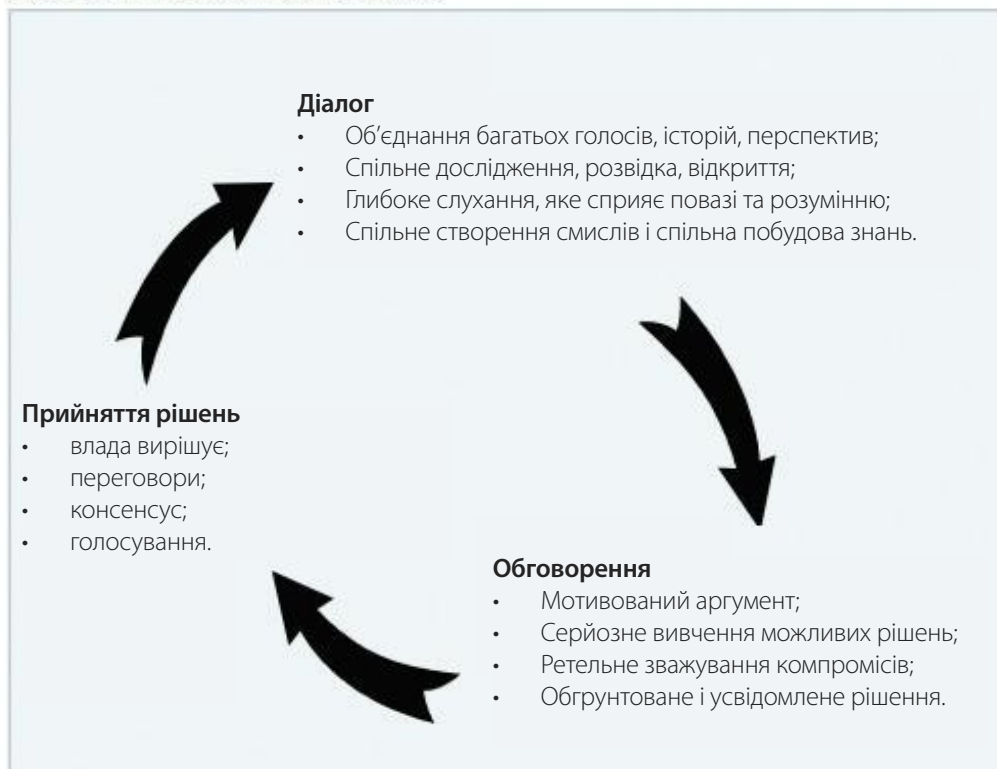 Діалог
• Об’єднання багатьох голосів, історій, перспектив;
• Спільне дослідження, розвідка, відкриття;
• Глибоке слухання, яке сприяє повазі та розумінню;
• Спільне створення смислів і спільна побудова знань.
Прийняття рішень
• влада вирішує;
• переговори;
• консенсус;
• голосування.
Обговорення
• Мотивований аргумент;
• Серйозне вивчення можливих рішень;
• Ретельне зважування компромісів;
• Обгрунтоване і усвідомлене рішення.